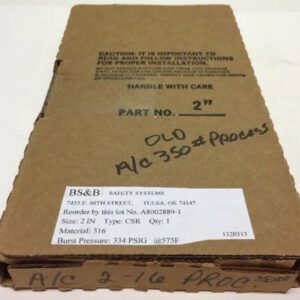 CAUTION: IT IS IMPORTANT TO
READ AND FOLLOW INSTRUCTIONS
FOR PROPER INSTALLATION.
HANDLE WITH CARE
PART NO. 2"
OLD
A/C 350# PROCESS
BS&B SAFETY SYSTEMS
7455 E. 46TH STREET, TULSA, OK 74147
Reorder by this lot No. A8002889-1
Size: 2 IN Type: CSR Qty: 1
Material: 316
1320313
Burst Pressure: 334 PSIG @575F
A/C 2-16 PROC